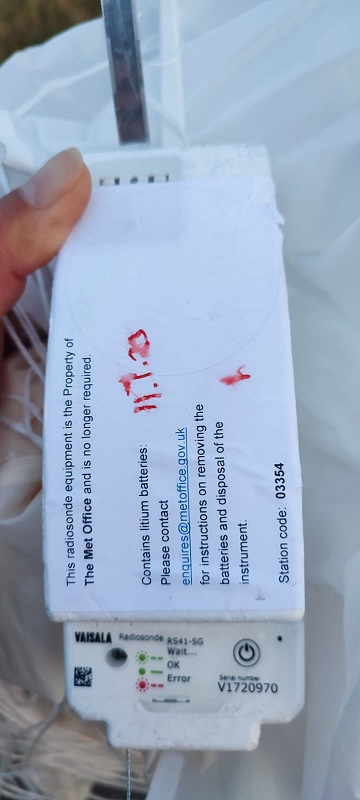 This radiosonde equipment is the Property of
The Met Office and is no longer required.
Contains litium batteries:
Please contact
enquires@metoffice.gov.uk
for instructions on removing the
batteries and disposal of the
instrument.
Station code: 03354
VAISALA Radiosonde RS41-SG
Wait...
OK
Error
Serial number
V1720970